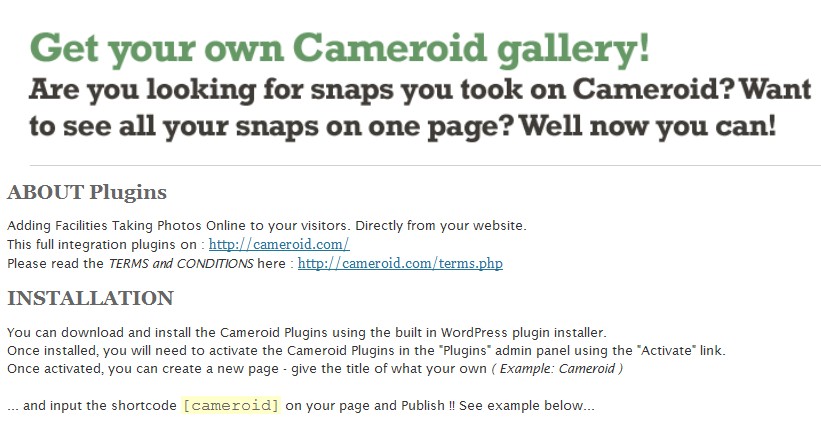 Get your own Cameroid gallery!
Are you looking for snaps you took on Cameroid? Want
to see all your snaps on one page? Well now you can!
ABOUT Plugins
Adding Facilities Taking Photos Online to your visitors. Directly from your website.
This full integration plugins on : http://cameroid.com/
Please read the TERMS and CONDITIONS here : http://cameroid.com/terms.php
INSTALLATION
You can download and install the Cameroid Plugins using the built in WordPress plugin installer.
Once installed, you will need to activate the Cameroid Plugins in the "Plugins" admin panel using the "Activate" link.
Once activated, you can create a new page - give the title of what your own ( Example: Cameroid )
... and input the shortcode [cameroid] on your page and Publish !! See example below...